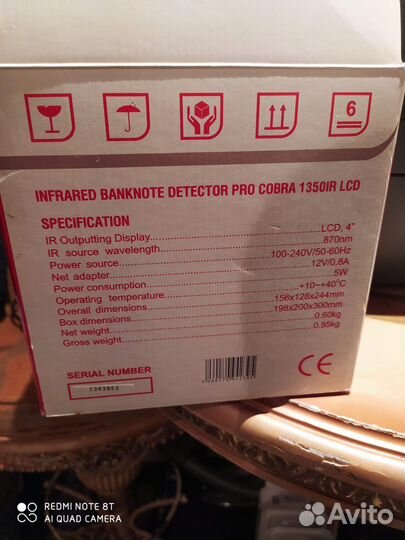 6
INFRARED BANKNOTE DETECTOR PRO COBRA 1350IR LCD
SPECIFICATION
IR Outputting Display.....LCD, 4"
IR source wavelength.....870nm
Power source.....100-240V/50-60Hz
Net adapter.....12V/0,8A
Power consumption.....5W
Operating temperature.....+10~+40°C
Overall dimensions.....156x128x244mm
Box dimensions.....198x200x300mm
Net weight.....0.60kg
Gross weight.....0.95kg
SERIAL NUMBER
1343953
CE
REDMI NOTE 8T
AI QUAD CAMERA
Avito